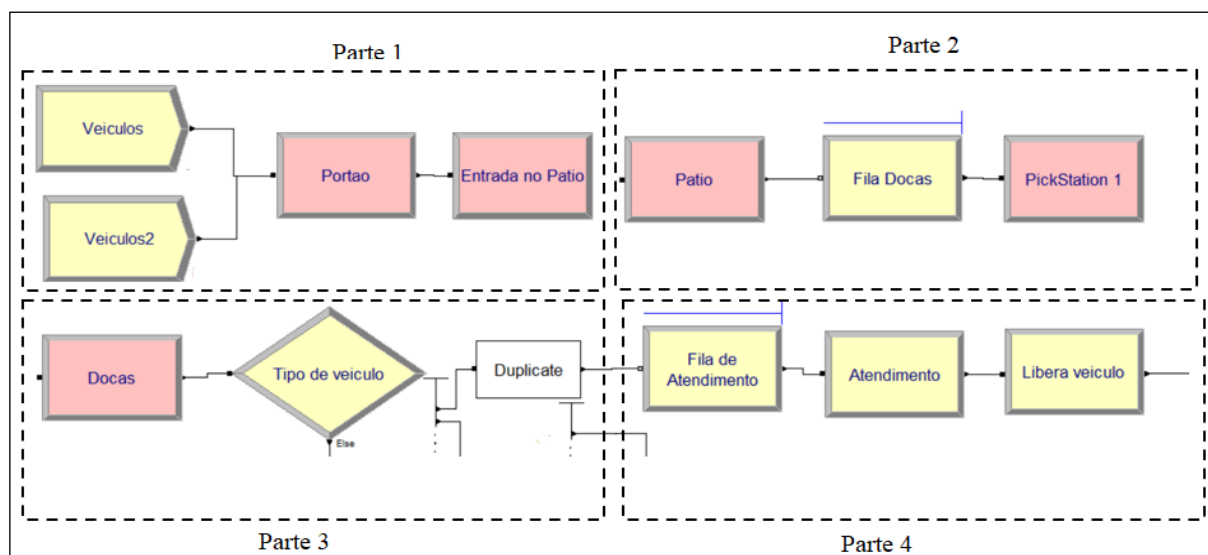 Parte 1
Parte 2
Veiculos
Veiculos2
Portao
Entrada no Patio
Patio
Fila Docas
PickStation 1
Docas
Tipo de veiculo
Else
Duplicate
Fila de
Atendimento
Atendimento
Libera veiculo
Parte 3
Parte 4